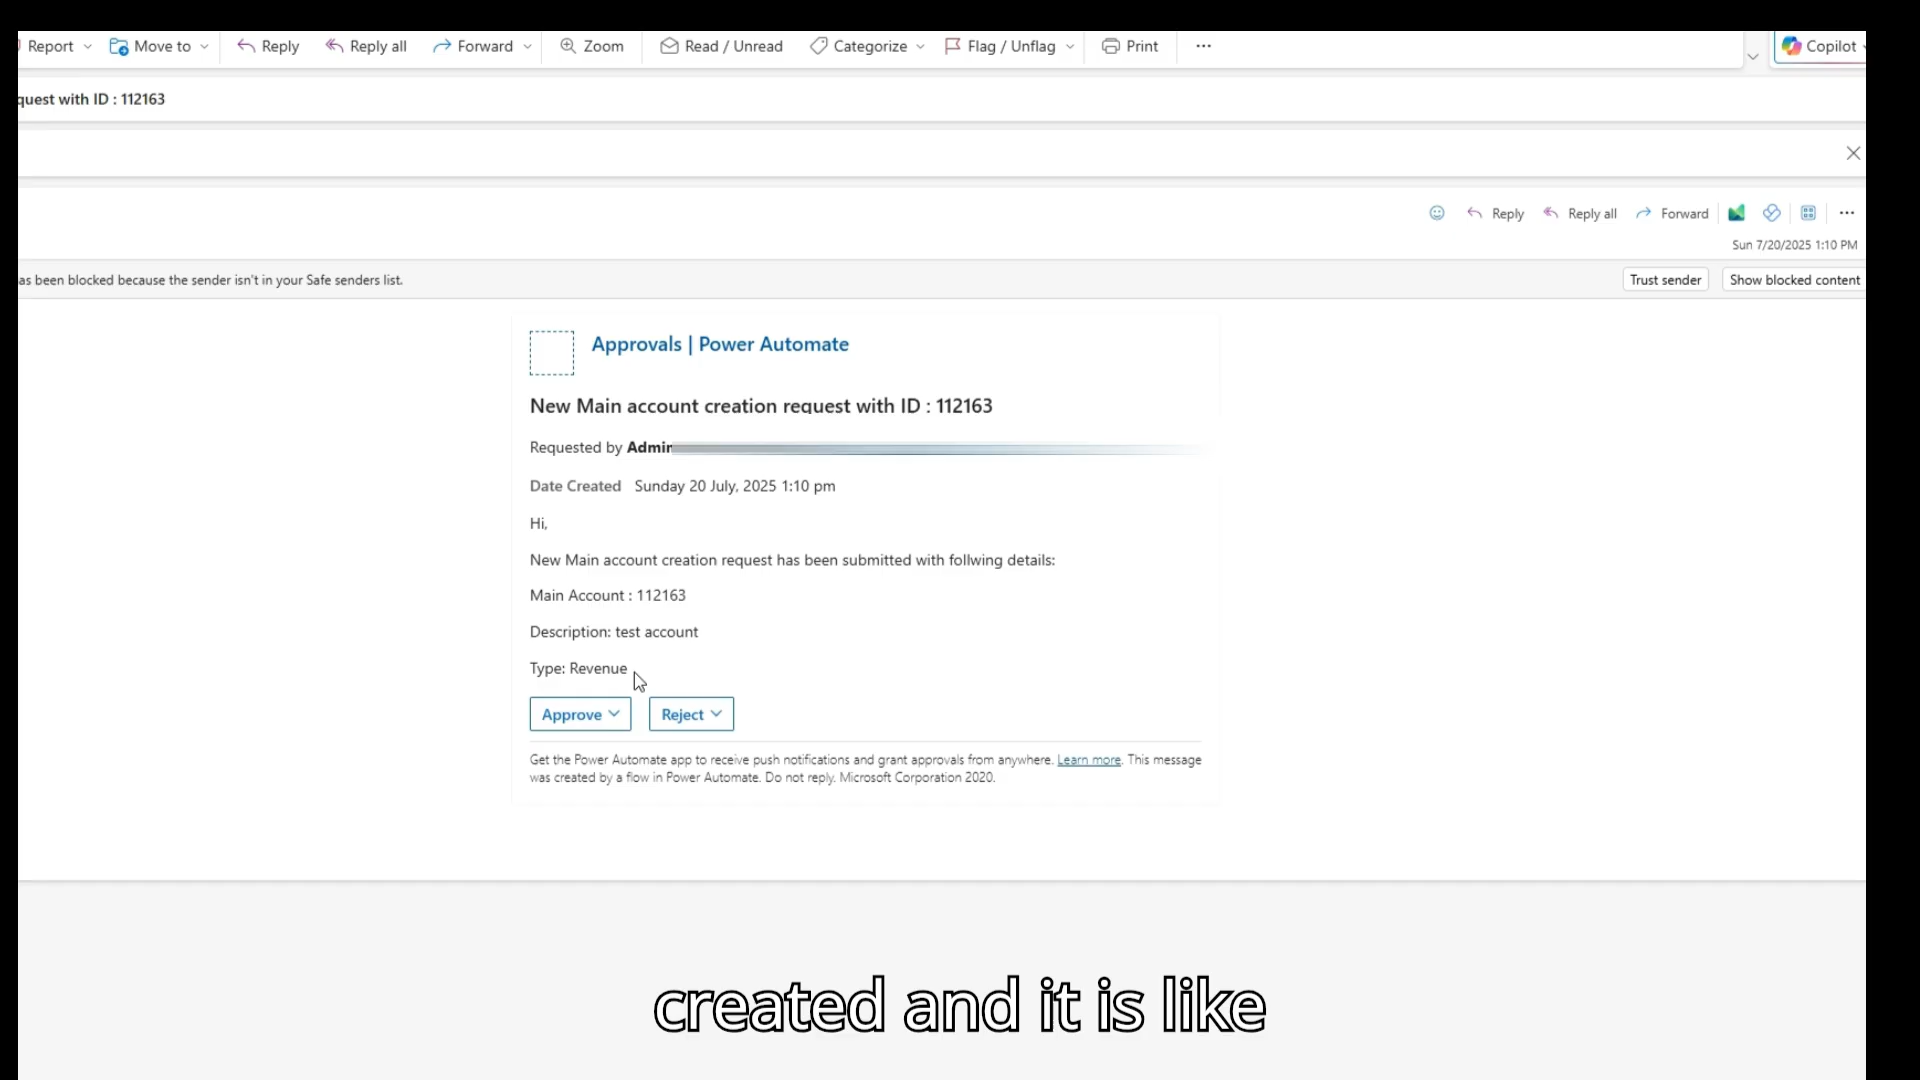 Report
Move to
Reply
Reply all
Forward
Zoom
Read / Unread
Categorize
Flag / Unflag
Print
Copilot
quest with ID : 112163
Reply
Reply all
Forward
Sun 7/20/2025 1:10 PM
as been blocked because the sender isn't in your Safe senders list.
Trust sender
Show blocked content
Approvals | Power Automate
New Main account creation request with ID : 112163
Requested by Admin
Date Created Sunday 20 July, 2025 1:10 pm
Hi,
New Main account creation request has been submitted with follwing details:
Main Account : 112163
Description: test account
Type: Revenue
Approve
Reject
Get the Power Automate app to receive push notifications and grant approvals from anywhere. Learn more. This message
was created by a flow in Power Automate. Do not reply. Microsoft Corporation 2020.
created and it is like